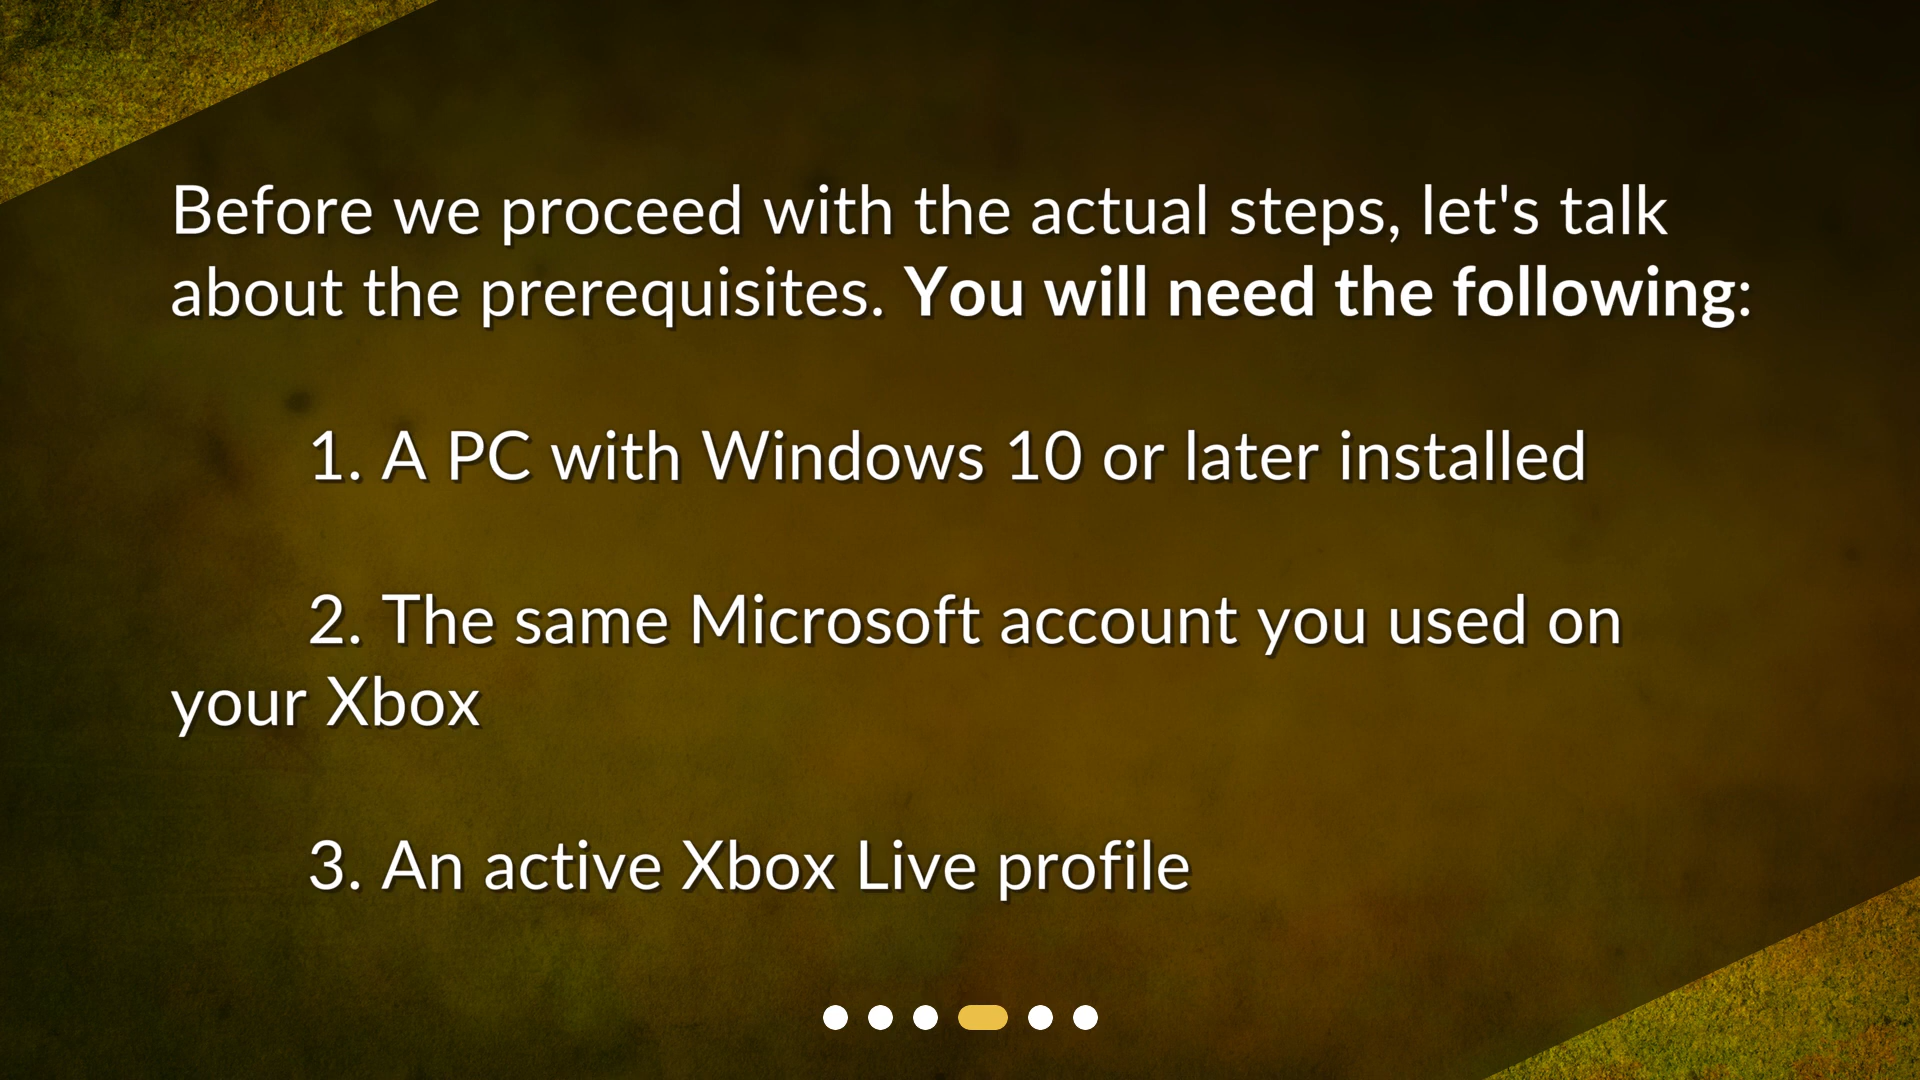 Before we proceed with the actual steps, let's talk
about the prerequisites. You will need the following:
1. A PC with Windows 10 or later installed
2. The same Microsoft account you used on
your Xbox
3. An active Xbox Live profile